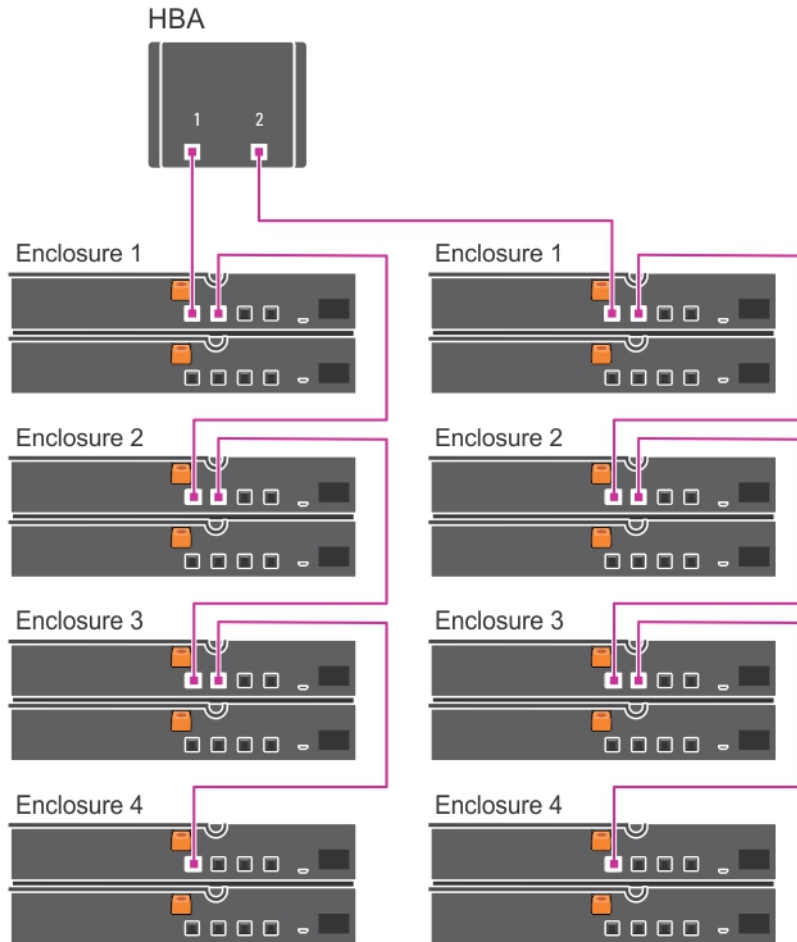 HBA
1 2
Enclosure 1 Enclosure 1
Enclosure 2 Enclosure 2
Enclosure 3 Enclosure 3
Enclosure 4 Enclosure 4